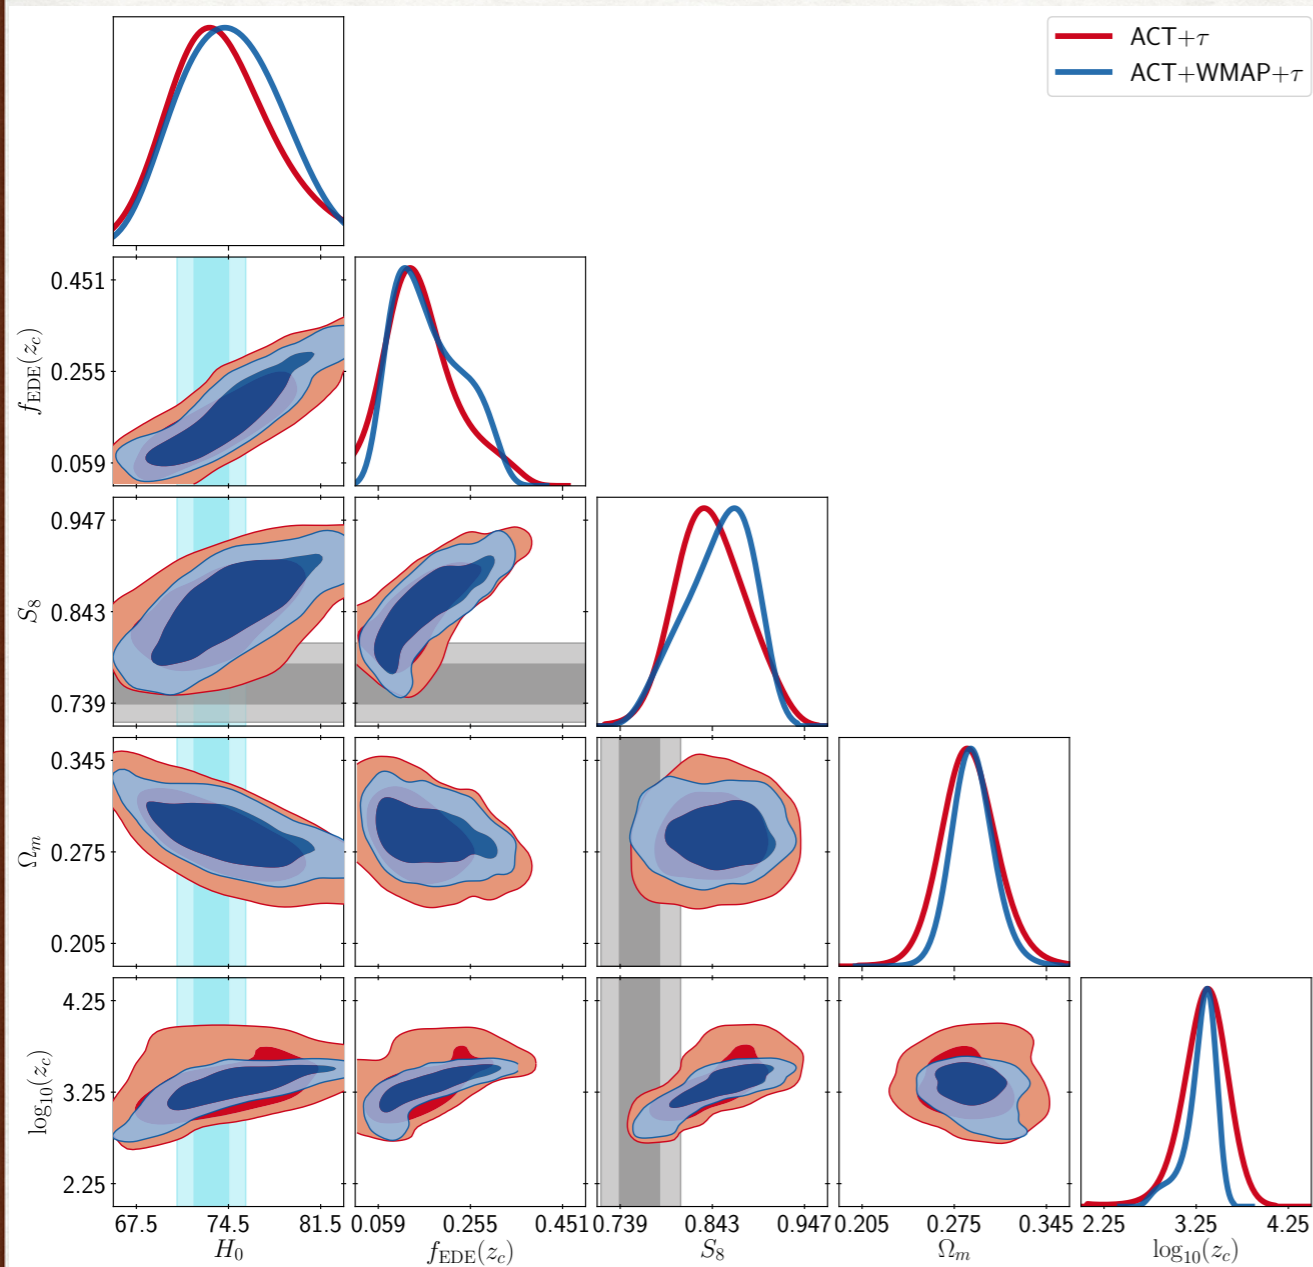 ACT+τ
ACT+WMAP+τ
0.451
0.255
0.059
f_EDE(z_c)
0.947
0.843
0.739
S_8
0.345
0.275
0.205
Ω_m
4.25
3.25
2.25
log_10(z_c)
67.5 74.5 81.5 0.059 0.255 0.451 0.739 0.843 0.947 0.205 0.275 0.345 2.25 3.25 4.25
H_0 f_EDE(z_c) S_8 Ω_m log_10(z_c)